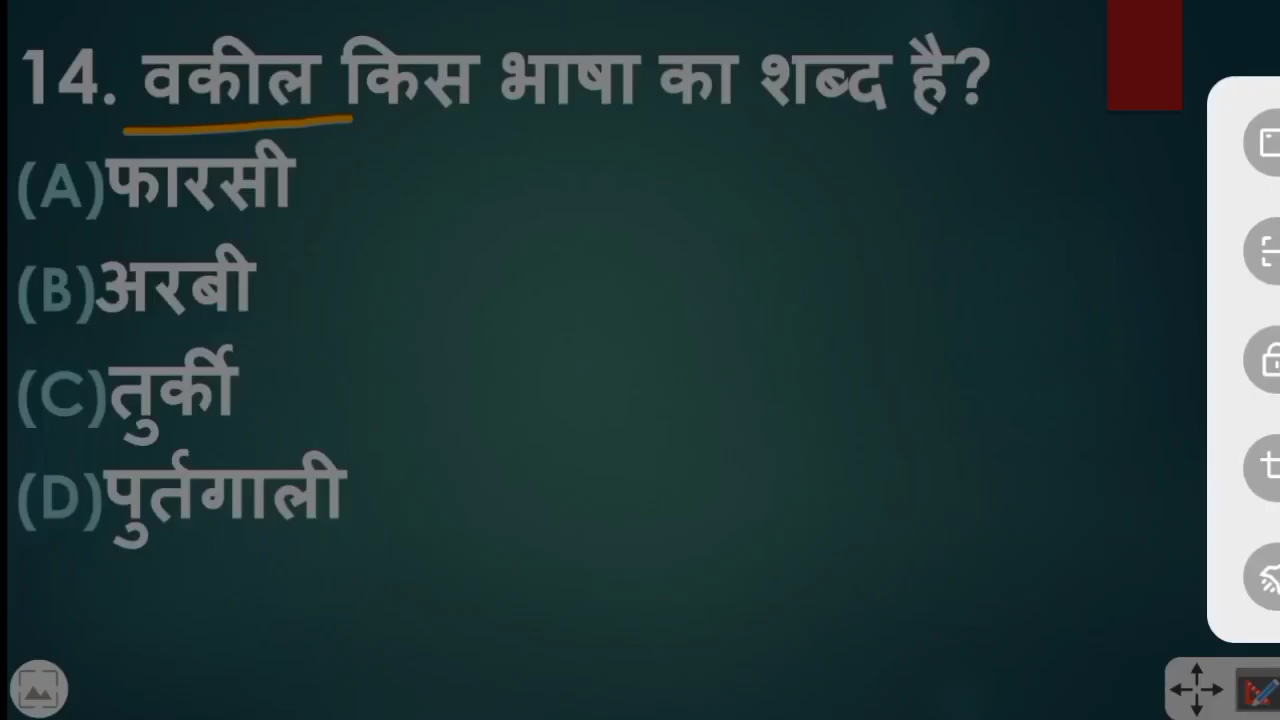 14. वकील किस भाषा का शब्द है?
(A)फारसी
(B)अरबी
(C)तुर्की
(D)पुर्तगाली